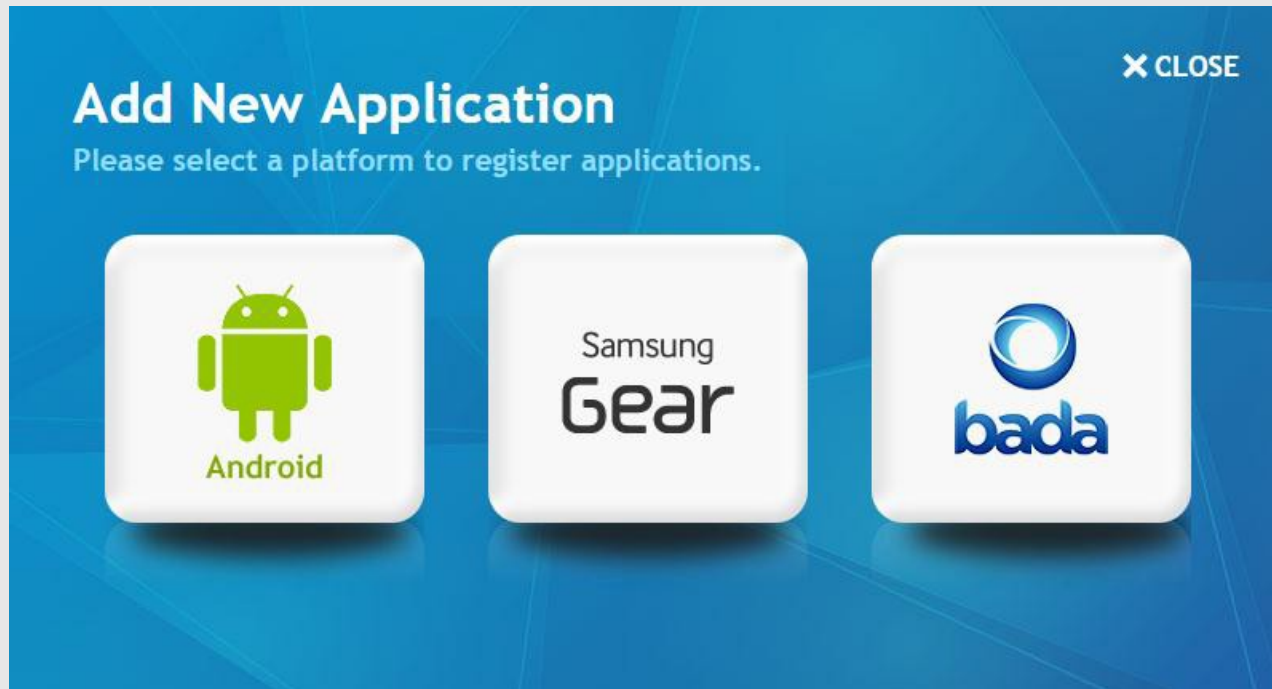 CLOSE
Add New Application
Please select a platform to register applications.
Android
Samsung
Gear
bada